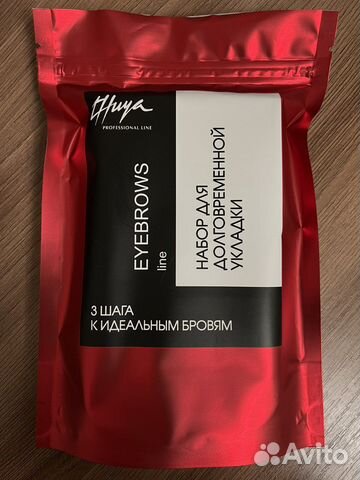 Thuya
PROFESSIONAL LINE
EYEBROWS
line
НАБОР ДЛЯ
ДОЛГОВРЕМЕННОЙ
УКЛАДКИ
3 ШАГА
К ИДЕАЛЬНЫМ БРОВЯМ
Avito